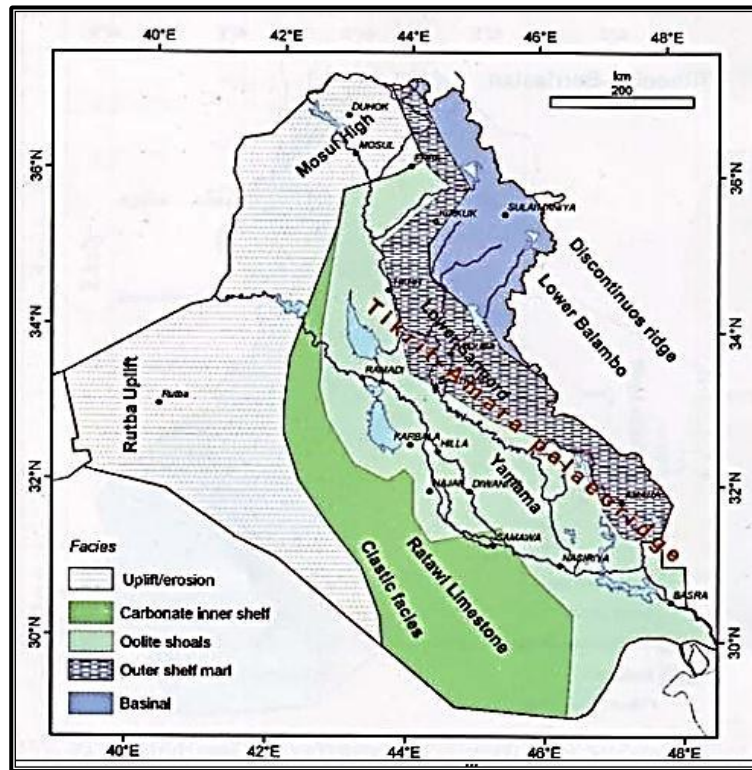 40°E 42°E 44°E 46°E 48°E
km
200
36°N
34°N
32°N
30°N
36°N
34°N
32°N
30°N
DUHOK
Mosul High
MOSUL
KIRKUK
SULAIMANIYA
Discontinuos ridge
Lower Balambo
Lower Sarmord
Tikrit-Amara palaeoridge
RAMADI
Rutba Uplift
Rutba
KARBALA
HILLA
NAJAF
DIWANI
Yamama
AMARA
SAMAWA
NASIRIYA
BASRA
Ratawi Limestone
Clastic facies
Facies
Uplift/erosion
Carbonate inner shelf
Oolite shoals
Outer shelf marl
Basinal
40°E 42°E 44°E 46°E 48°E